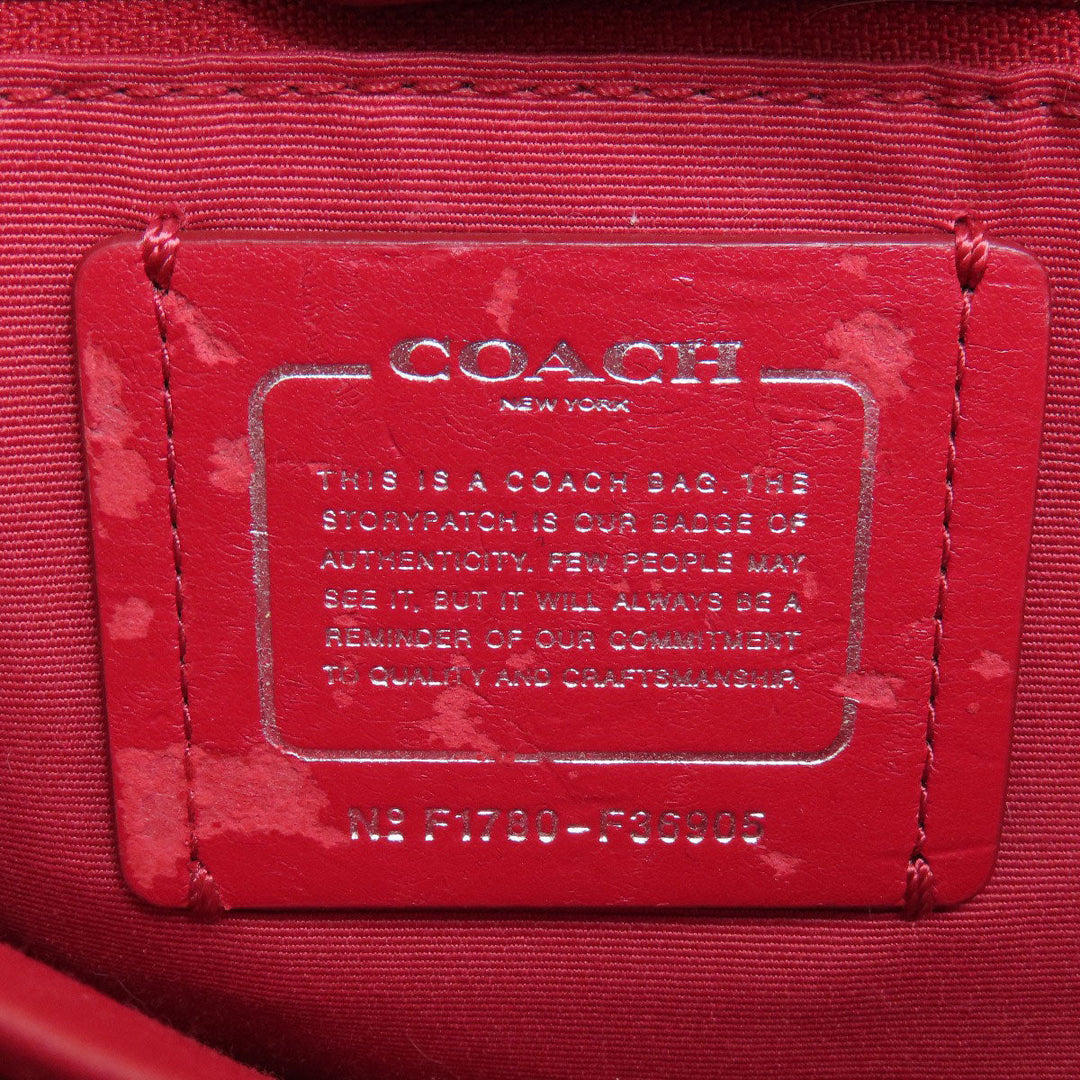 COACH
NEW YORK
THIS IS A COACH BAG. THE
STORYPATCH IS OUR BADGE OF
AUTHENTICITY. FEW PEOPLE MAY
SEE IT, BUT IT WILL ALWAYS BE A
REMINDER OF OUR COMMITMENT
TO QUALITY AND CRAFTSMANSHIP.
Nº F1780-F36905